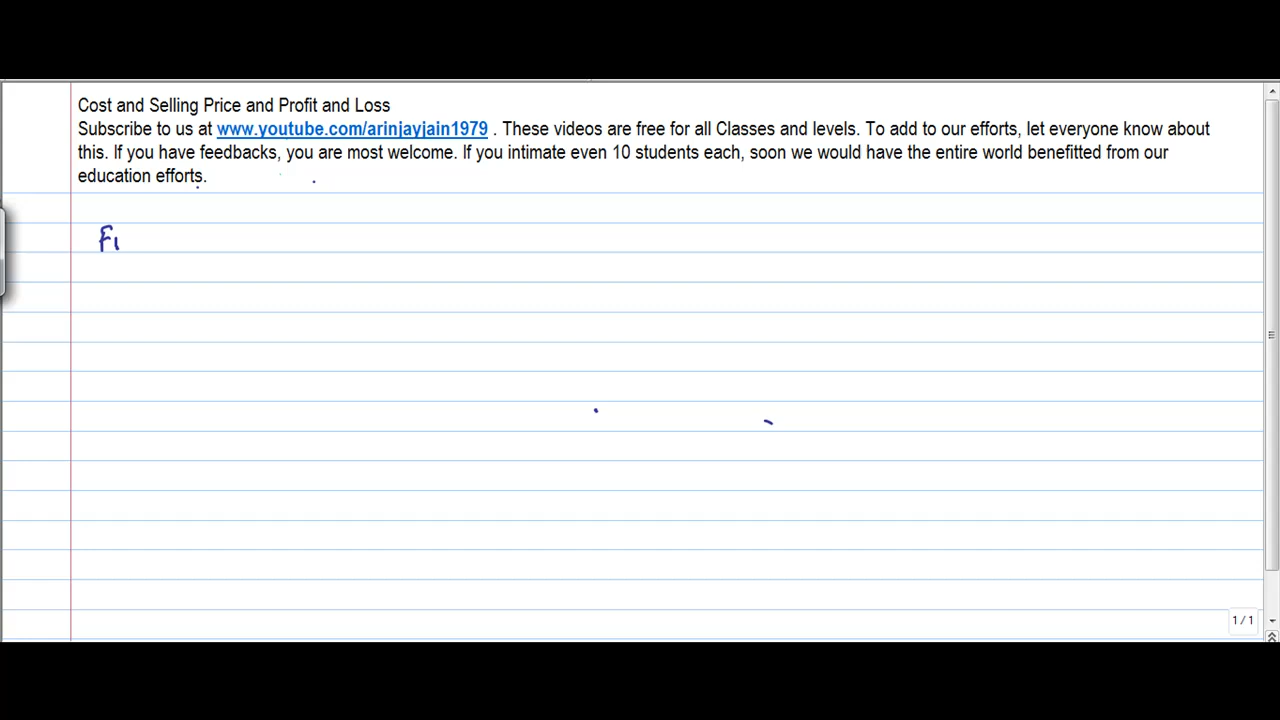 Cost and Selling Price and Profit and Loss
Subscribe to us at www.youtube.com/arinjayjain1979 . These videos are free for all Classes and levels. To add to our efforts, let everyone know about
this. If you have feedbacks, you are most welcome. If you intimate even 10 students each, soon we would have the entire world benefitted from our
education efforts.
Fi
1 / 1